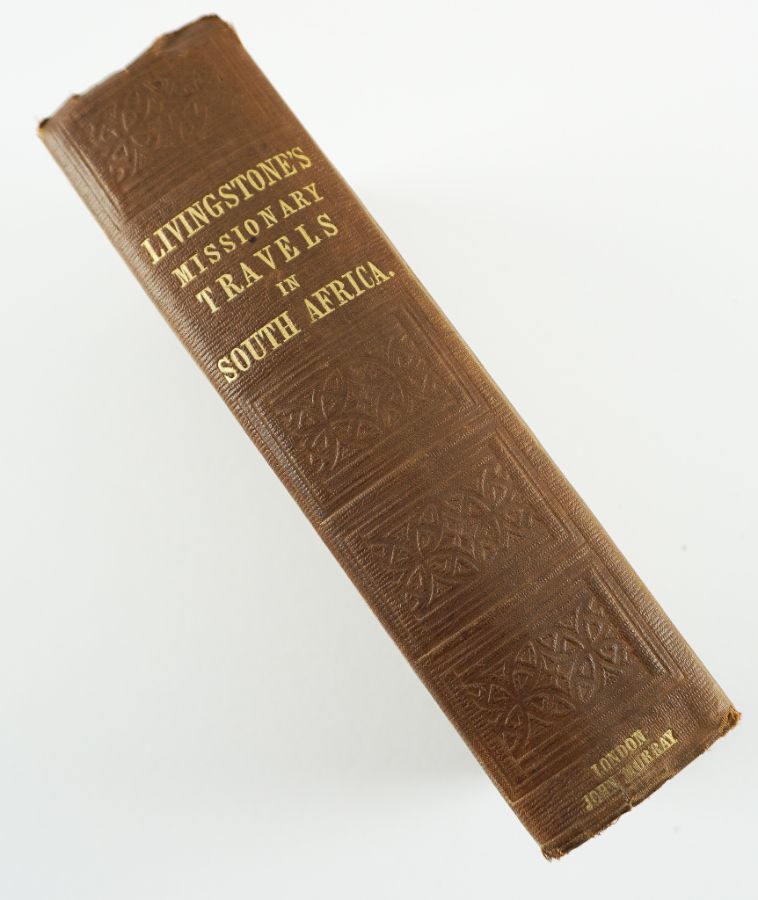 LIVINGSTONE'S
MISSIONARY
TRAVELS
IN
SOUTH AFRICA.
LONDON
JOHN MURRAY